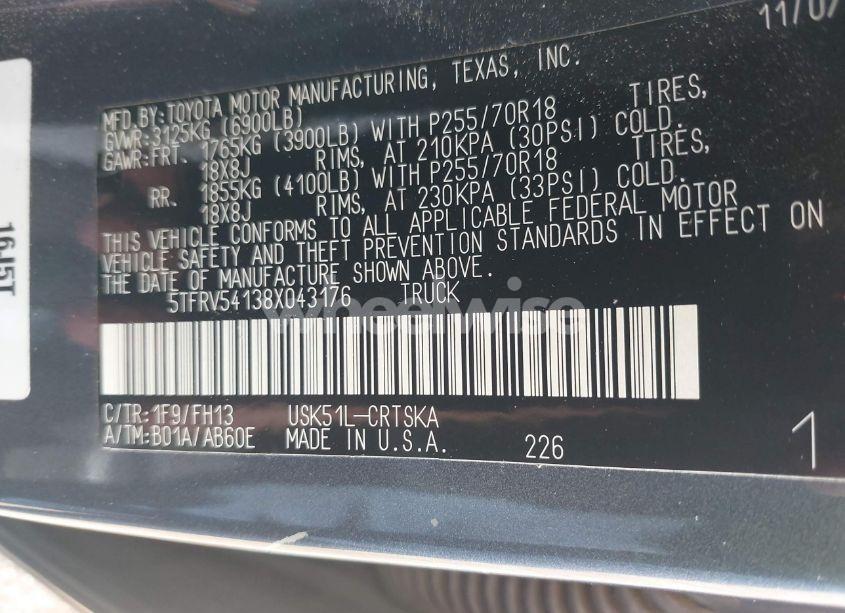 11/07
MFD.BY:TOYOTA MOTOR MANUFACTURING, TEXAS, INC.
GVWR:3125KG (6900LB)
GAWR:FRT. 1765KG (3900LB) WITH P255/70R18 TIRES,
18X8J RIMS, AT 210KPA (30PSI) COLD.
RR. 1855KG (4100LB) WITH P255/70R18 TIRES,
18X8J RIMS, AT 230KPA (33PSI) COLD.
THIS VEHICLE CONFORMS TO ALL APPLICABLE FEDERAL MOTOR
VEHICLE SAFETY AND THEFT PREVENTION STANDARDS IN EFFECT ON
THE DATE OF MANUFACTURE SHOWN ABOVE.
5TFRV54138X043176 TRUCK
wheelwise
C/TR:1F9/FH13 USK51L-CRTSKA
A/TM:B01A/AB60E MADE IN U.S.A. 226
1